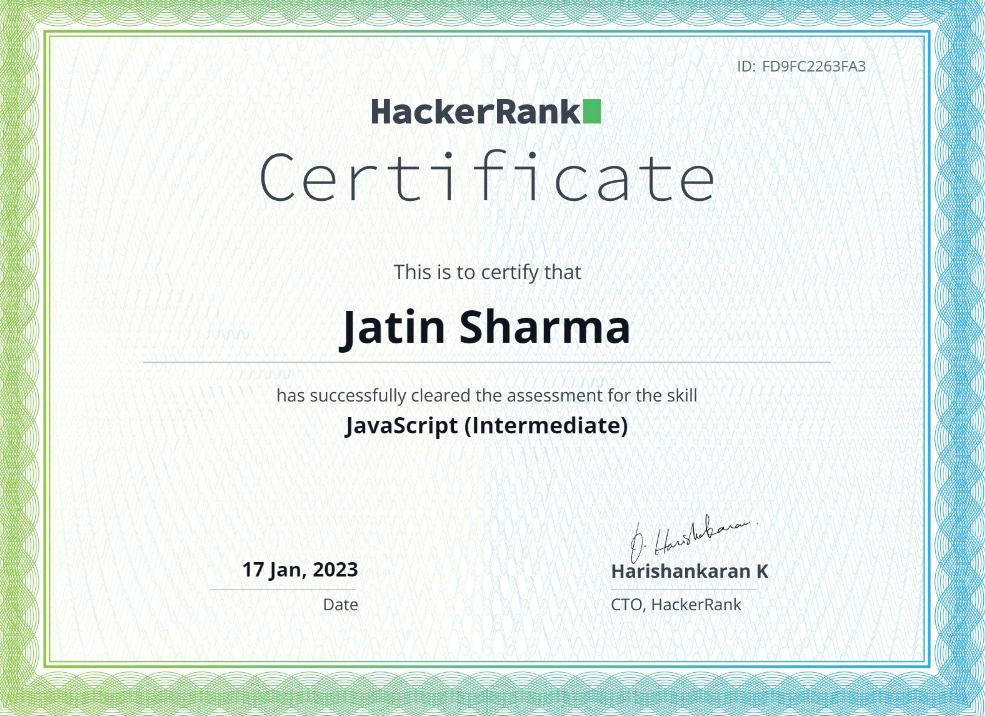 ID: FD9FC2263FA3
HackerRank
Certificate
This is to certify that
Jatin Sharma
has successfully cleared the assessment for the skill
JavaScript (Intermediate)
17 Jan, 2023
Date
D. Harishankaran
Harishankaran K
CTO, HackerRank